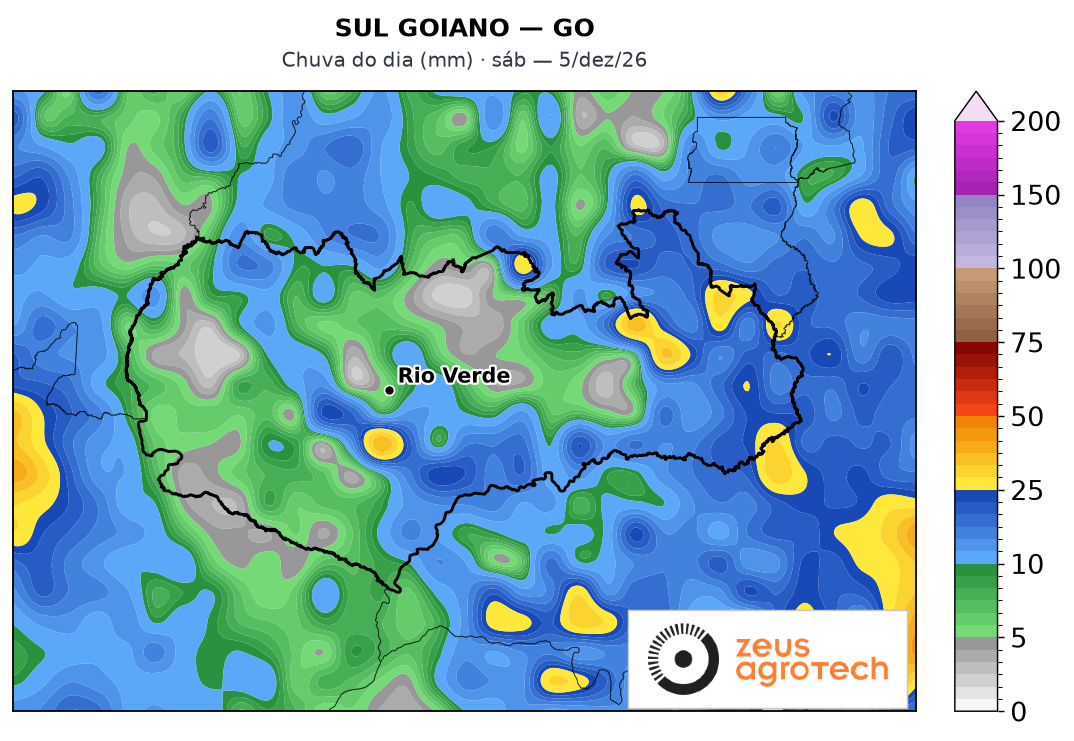 SUL GOIANO — GO
Chuva do dia (mm) · sáb — 5/dez/26
Rio Verde
200
150
100
75
50
25
10
5
0
zeus
agrotech